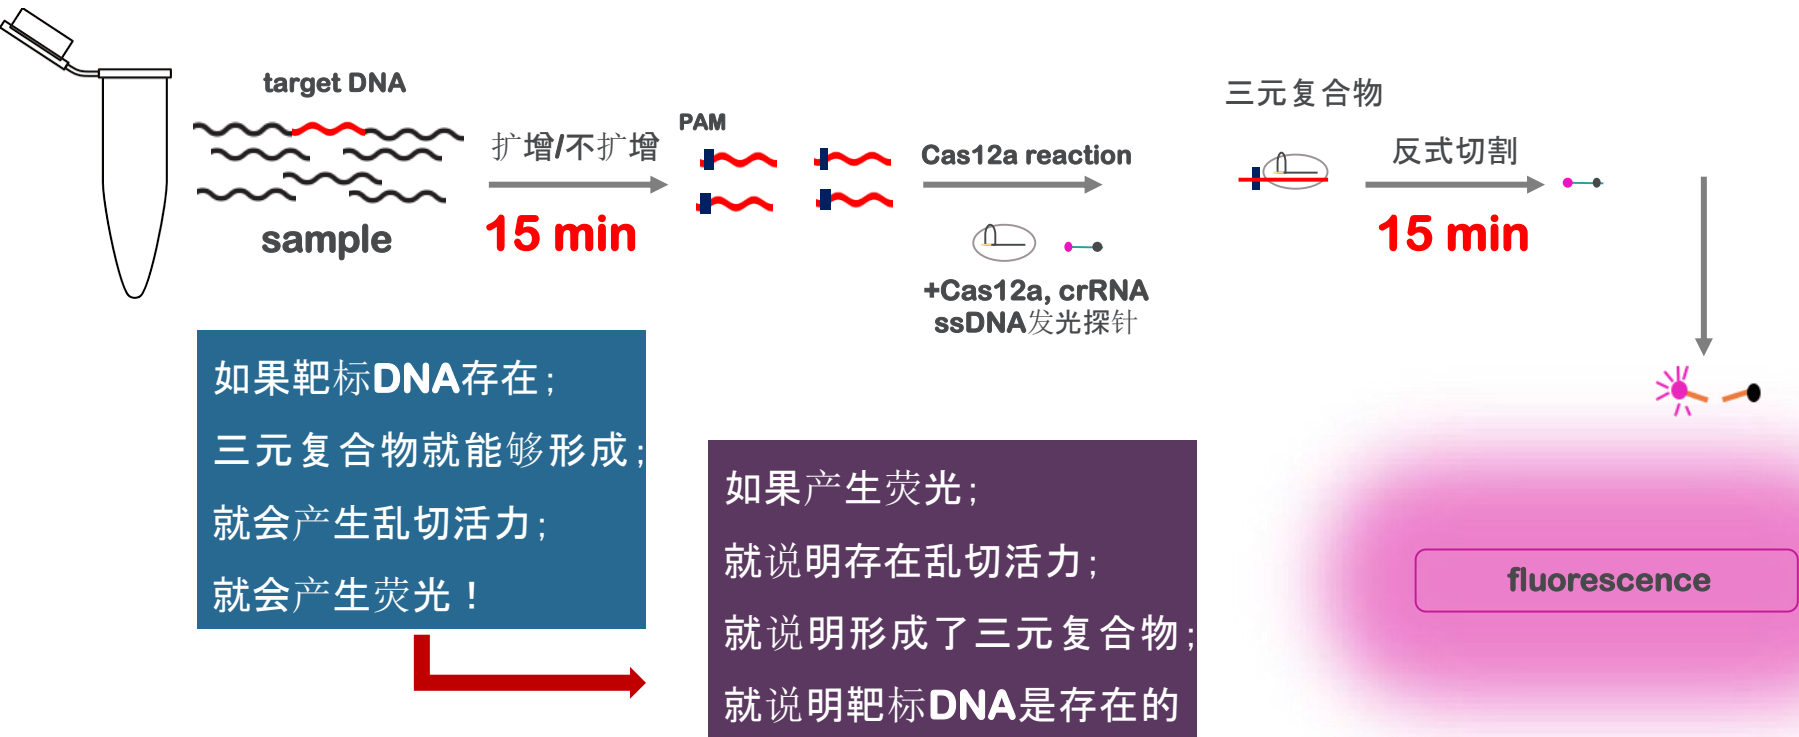 target DNA
sample
扩增/不扩增
15 min
PAM
Cas12a reaction
+Cas12a, crRNA
ssDNA发光探针
三元复合物
反式切割
15 min
如果靶标DNA存在;
三元复合物就能够形成;
就会产生乱切活力;
就会产生荧光！
如果产生荧光;
就说明存在乱切活力;
就说明形成了三元复合物;
就说明靶标DNA是存在的
fluorescence